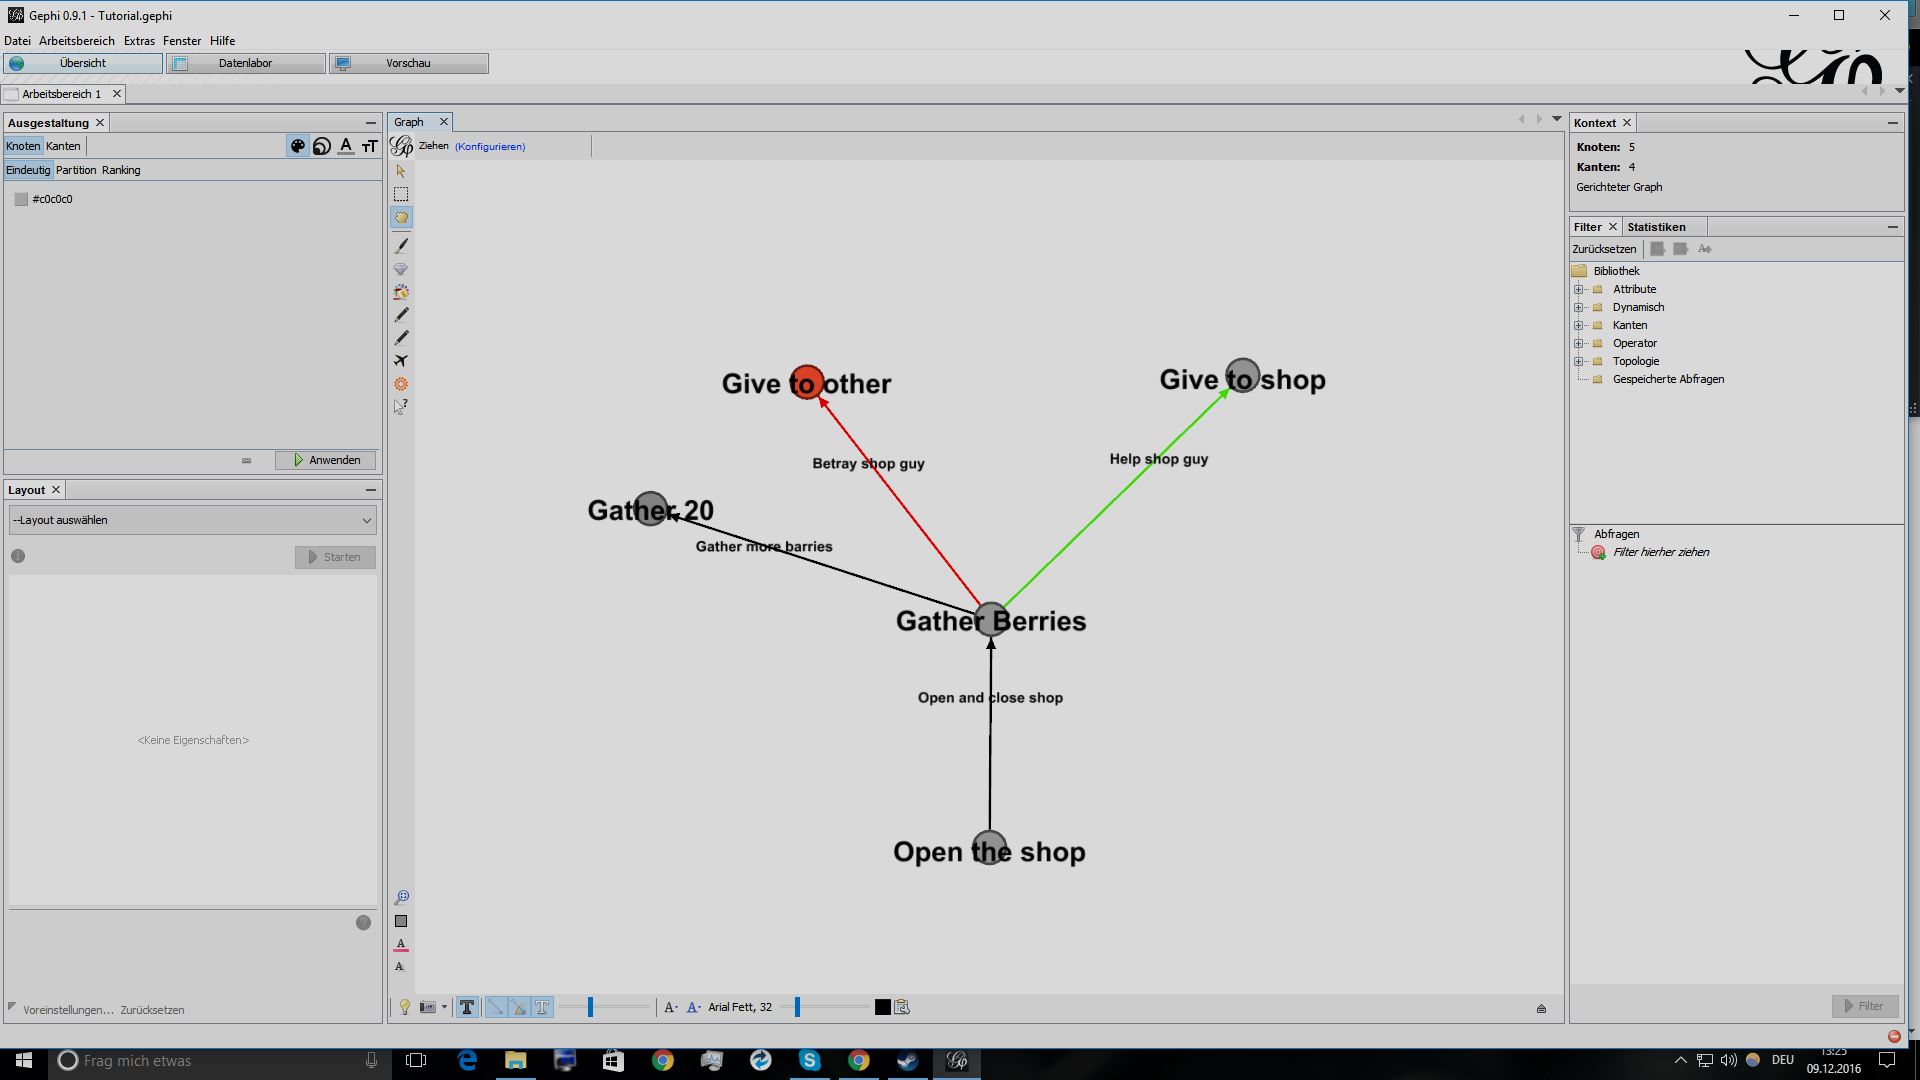 Gephi 0.9.1 - Tutorial.gephi
Datei Arbeitsbereich Extras Fenster Hilfe
Übersicht Datenlabor Vorschau
Arbeitsbereich 1
Ausgestaltung
Knoten Kanten
Eindeutig Partition Ranking
#c0c0c0
Anwenden
Layout
--Layout auswählen
Starten
<Keine Eigenschaften>
Voreinstellungen... Zurücksetzen
Graph
Ziehen (Konfigurieren)
Give to other
Give to shop
Betray shop guy
Help shop guy
Gather 20
Gather more barries
Gather Berries
Open and close shop
Open the shop
Arial Fett, 32
Kontext
Knoten: 5
Kanten: 4
Gerichteter Graph
Filter Statistiken
Zurücksetzen
Bibliothek
Attribute
Dynamisch
Kanten
Operator
Topologie
Gespeicherte Abfragen
Abfragen
Filter hierher ziehen
Filter
Frag mich etwas
DEU
13:25
09.12.2016